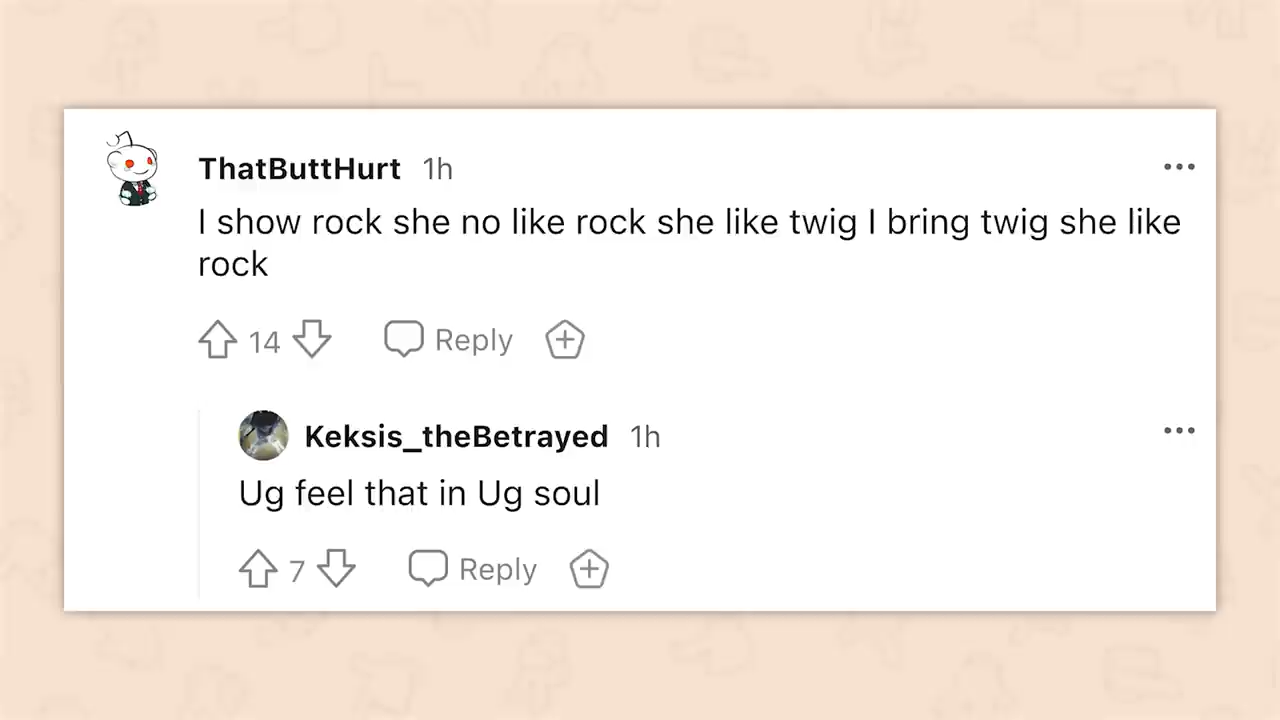 ThatButtHurt 1h
I show rock she no like rock she like twig I bring twig she like
rock
14 Reply
Keksis_theBetrayed 1h
Ug feel that in Ug soul
7 Reply